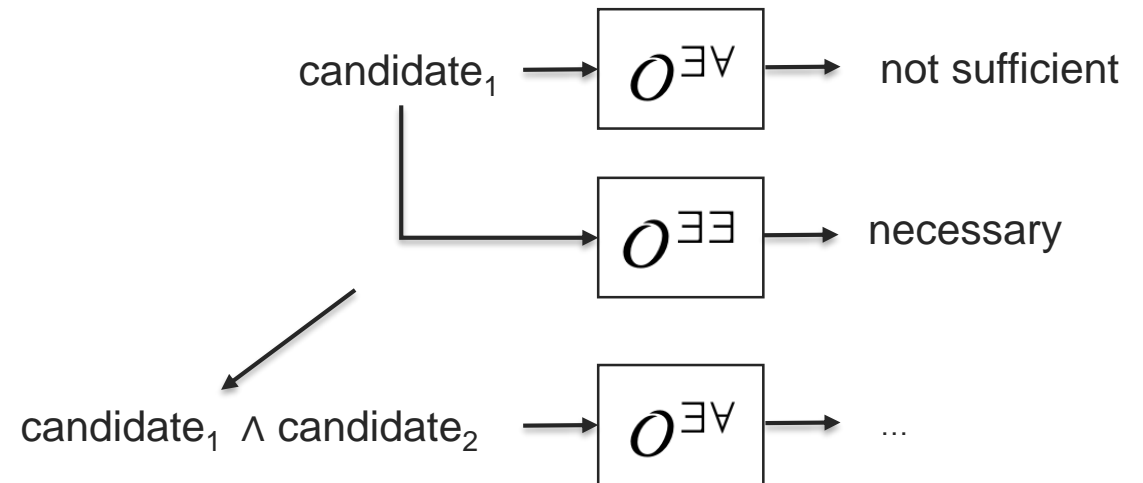 candidate₁ 𝒪^∃∀ not sufficient
𝒪^∃∃ necessary
candidate₁ ∧ candidate₂ 𝒪^∃∀ ...